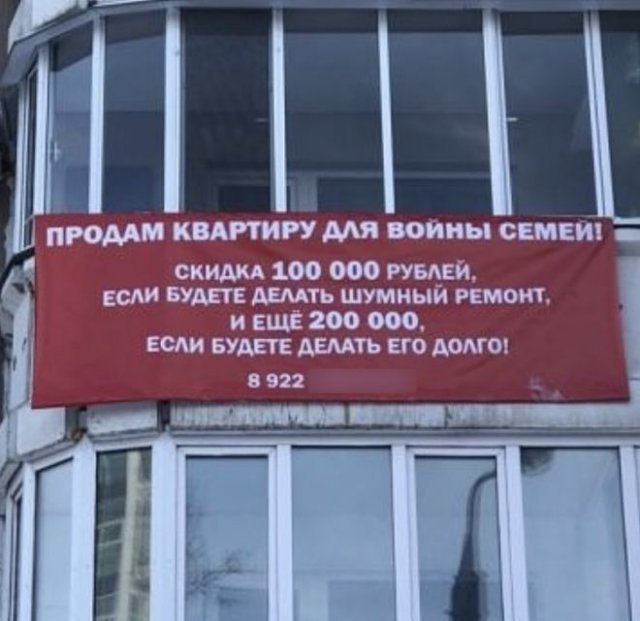 ПРОДАМ КВАРТИРУ ДЛЯ ВОЙНЫ СЕМЕЙ!
СКИДКА 100 000 РУБЛЕЙ,
ЕСЛИ БУДЕТЕ ДЕЛАТЬ ШУМНЫЙ РЕМОНТ,
И ЕЩЁ 200 000,
ЕСЛИ БУДЕТЕ ДЕЛАТЬ ЕГО ДОЛГО!
8 922